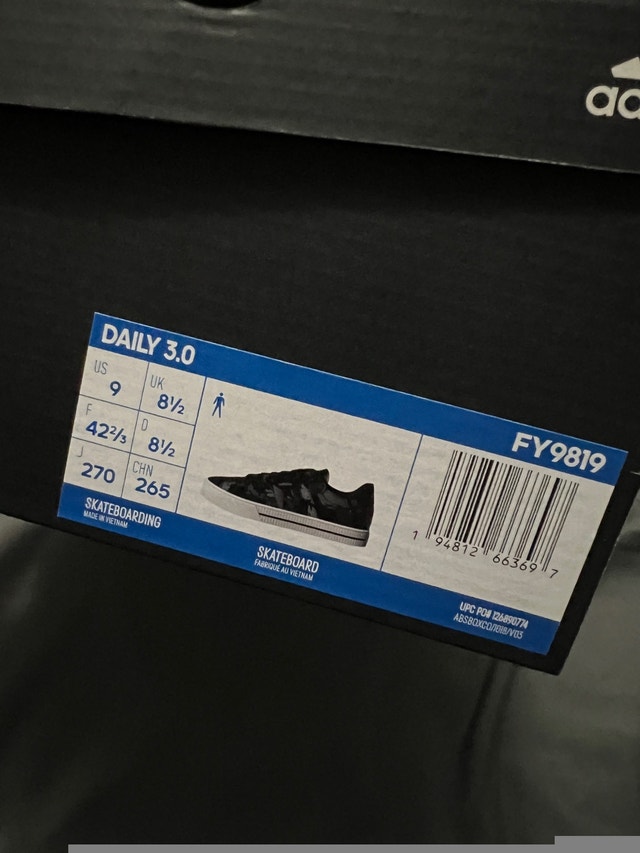 ad
DAILY 3.0
US
9
UK
8½
F
42⅔
D
8½
J
270
CHN
265
SKATEBOARDING
MADE IN VIETNAM
SKATEBOARD
FABRIQUÉ AU VIETNAM
FY9819
1 94812 66369 7
UPC PO# 126890774